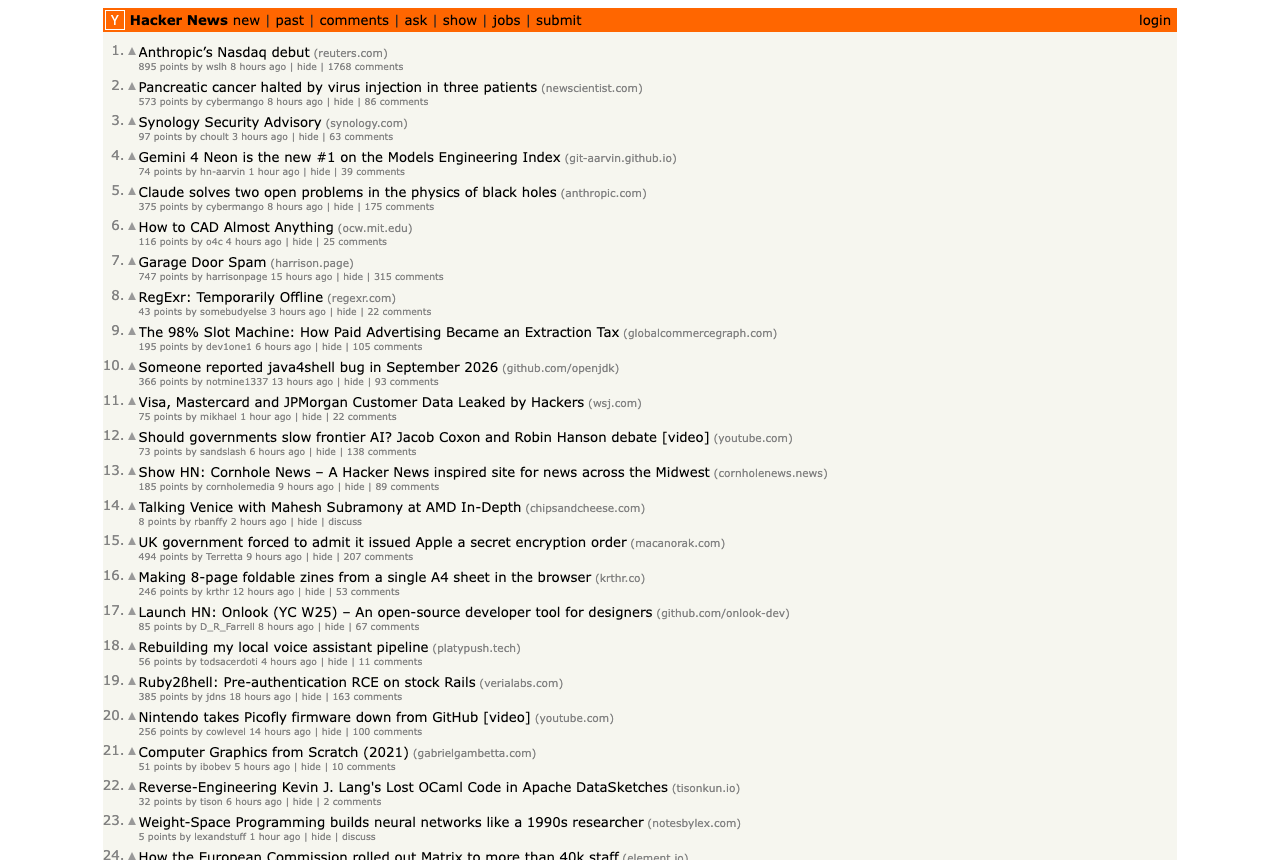 Y Hacker News new | past | comments | ask | show | jobs | submit login
1. ▲ Anthropic’s Nasdaq debut (reuters.com)
895 points by wslh 8 hours ago | hide | 1768 comments
2. ▲ Pancreatic cancer halted by virus injection in three patients (newscientist.com)
573 points by cybermango 8 hours ago | hide | 86 comments
3. ▲ Synology Security Advisory (synology.com)
97 points by choult 3 hours ago | hide | 63 comments
4. ▲ Gemini 4 Neon is the new #1 on the Models Engineering Index (git-aarvin.github.io)
74 points by hn-aarvin 1 hour ago | hide | 39 comments
5. ▲ Claude solves two open problems in the physics of black holes (anthropic.com)
375 points by cybermango 8 hours ago | hide | 175 comments
6. ▲ How to CAD Almost Anything (ocw.mit.edu)
116 points by o4c 4 hours ago | hide | 25 comments
7. ▲ Garage Door Spam (harrison.page)
747 points by harrisonpage 15 hours ago | hide | 315 comments
8. ▲ RegExr: Temporarily Offline (regexr.com)
43 points by somebudyelse 3 hours ago | hide | 22 comments
9. ▲ The 98% Slot Machine: How Paid Advertising Became an Extraction Tax (globalcommercegraph.com)
195 points by dev1one1 6 hours ago | hide | 105 comments
10. ▲ Someone reported java4shell bug in September 2026 (github.com/openjdk)
366 points by notmine1337 13 hours ago | hide | 93 comments
11. ▲ Visa, Mastercard and JPMorgan Customer Data Leaked by Hackers (wsj.com)
75 points by mikhael 1 hour ago | hide | 22 comments
12. ▲ Should governments slow frontier AI? Jacob Coxon and Robin Hanson debate [video] (youtube.com)
73 points by sandslash 6 hours ago | hide | 138 comments
13. ▲ Show HN: Cornhole News – A Hacker News inspired site for news across the Midwest (cornholenews.news)
185 points by cornholemedia 9 hours ago | hide | 89 comments
14. ▲ Talking Venice with Mahesh Subramony at AMD In-Depth (chipsandcheese.com)
8 points by rbanffy 2 hours ago | hide | discuss
15. ▲ UK government forced to admit it issued Apple a secret encryption order (macanorak.com)
494 points by Terretta 9 hours ago | hide | 207 comments
16. ▲ Making 8-page foldable zines from a single A4 sheet in the browser (krthr.co)
246 points by krthr 12 hours ago | hide | 53 comments
17. ▲ Launch HN: Onlook (YC W25) – An open-source developer tool for designers (github.com/onlook-dev)
85 points by D_R_Farrell 8 hours ago | hide | 67 comments
18. ▲ Rebuilding my local voice assistant pipeline (platypush.tech)
56 points by todsacerdoti 4 hours ago | hide | 11 comments
19. ▲ Ruby2ßhell: Pre-authentication RCE on stock Rails (verialabs.com)
385 points by jdns 18 hours ago | hide | 163 comments
20. ▲ Nintendo takes Picofly firmware down from GitHub [video] (youtube.com)
256 points by cowlevel 14 hours ago | hide | 100 comments
21. ▲ Computer Graphics from Scratch (2021) (gabrielgambetta.com)
51 points by ibobev 5 hours ago | hide | 10 comments
22. ▲ Reverse-Engineering Kevin J. Lang's Lost OCaml Code in Apache DataSketches (tisonkun.io)
32 points by tison 6 hours ago | hide | 2 comments
23. ▲ Weight-Space Programming builds neural networks like a 1990s researcher (notesbylex.com)
5 points by lexandstuff 1 hour ago | hide | discuss
24. ▲ How the European Commission rolled out Matrix to more than 40k staff (element.io)